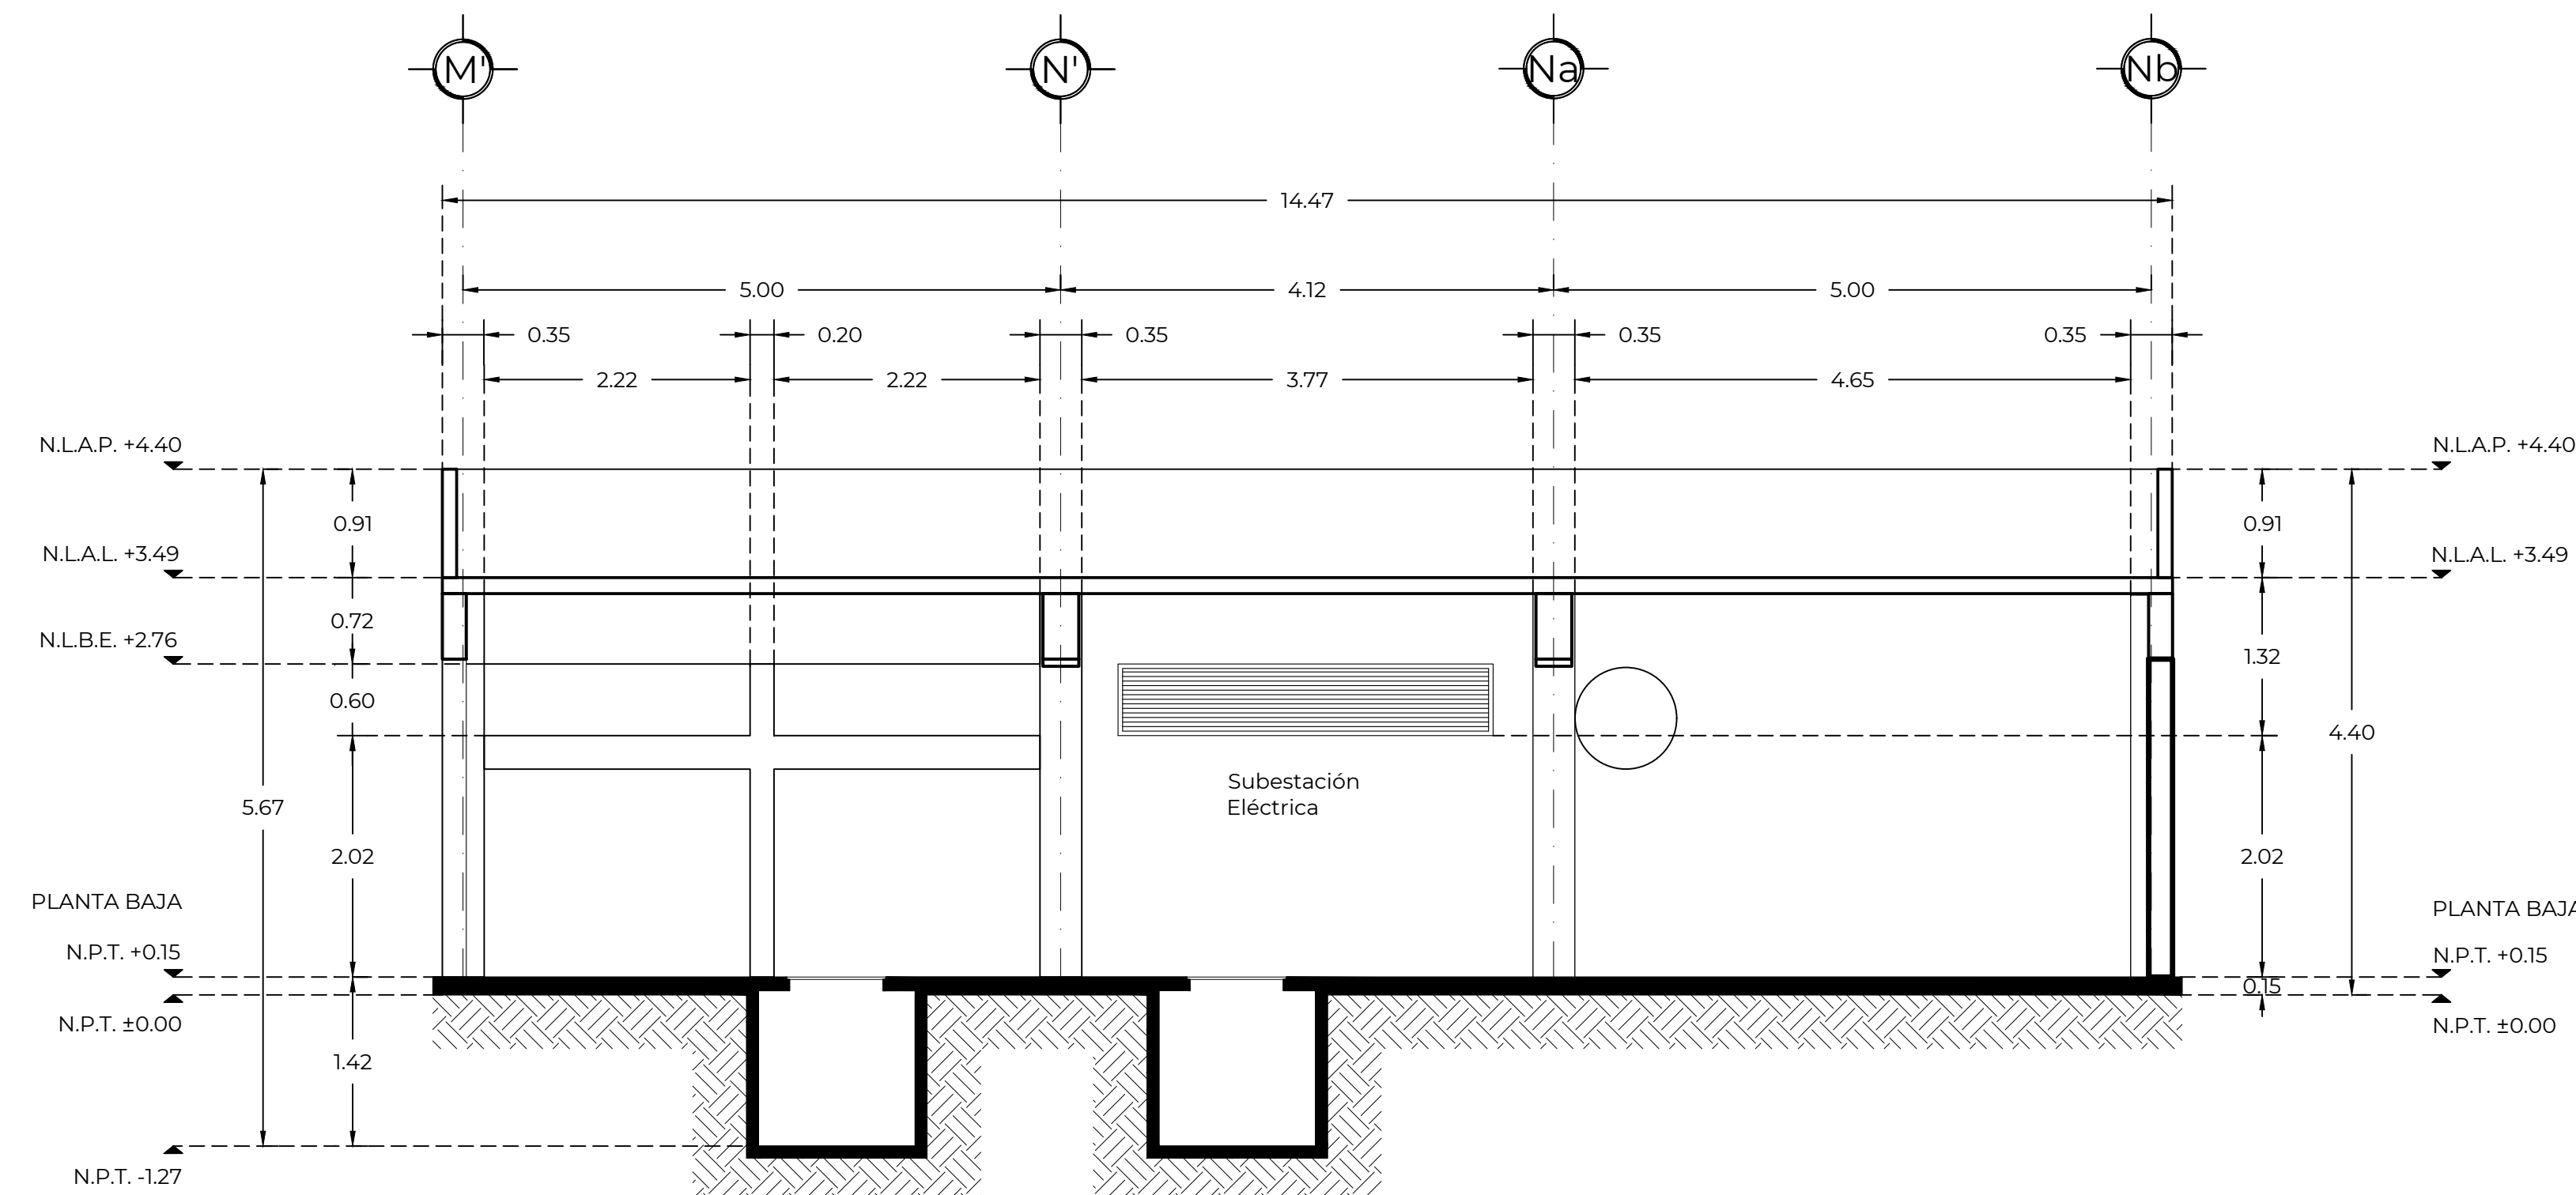 M'
N'
Na
Nb
14.47
5.00
4.12
5.00
0.35
0.20
0.35
0.35
0.35
2.22
2.22
3.77
4.65
N.L.A.P. +4.40
N.L.A.P. +4.40
0.91
0.91
N.L.A.L. +3.49
N.L.A.L. +3.49
0.72
N.L.B.E. +2.76
1.32
0.60
4.40
Subestación
Eléctrica
5.67
2.02
2.02
PLANTA BAJA
PLANTA BAJA
N.P.T. +0.15
N.P.T. +0.15
0.15
N.P.T. ±0.00
N.P.T. ±0.00
1.42
N.P.T. -1.27